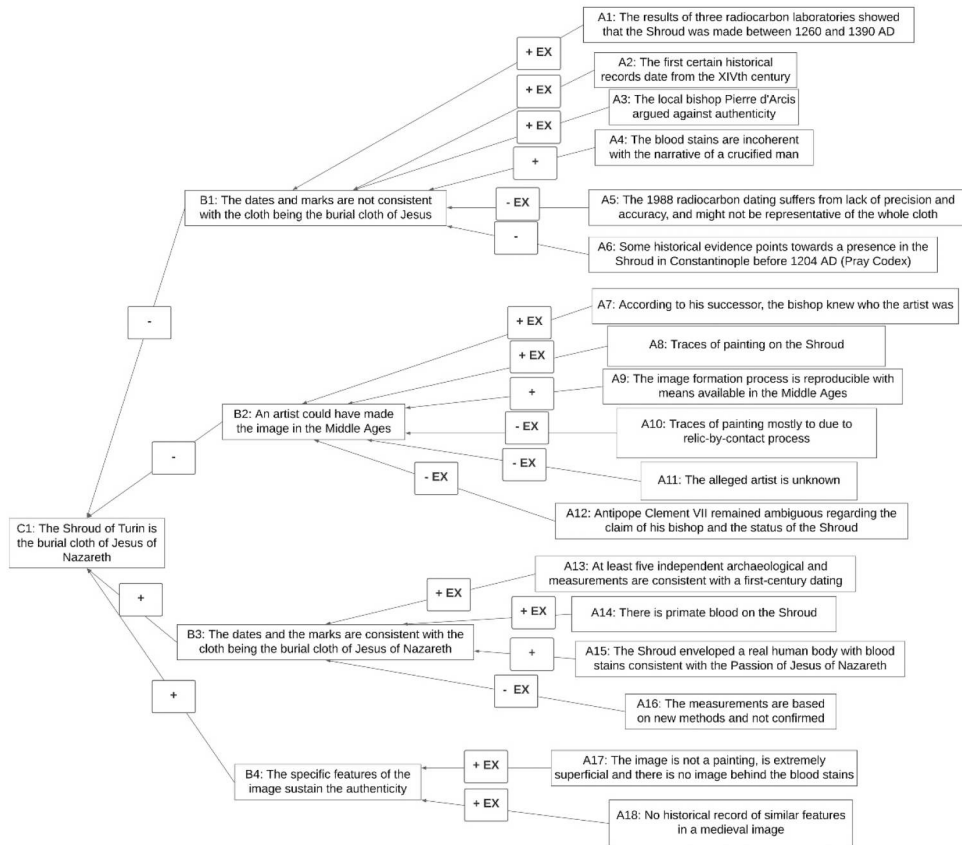 A1: The results of three radiocarbon laboratories showed
that the Shroud was made between 1260 and 1390 AD
+ EX
A2: The first certain historical
records date from the XIVth century
+ EX
A3: The local bishop Pierre d'Arcis
argued against authenticity
+ EX
A4: The blood stains are incoherent
with the narrative of a crucified man
+
B1: The dates and marks are not consistent
with the cloth being the burial cloth of Jesus
- EX
A5: The 1988 radiocarbon dating suffers from lack of precision and
accuracy, and might not be representative of the whole cloth
-
A6: Some historical evidence points towards a presence in the
Shroud in Constantinople before 1204 AD (Pray Codex)
-
A7: According to his successor, the bishop knew who the artist was
+ EX
A8: Traces of painting on the Shroud
+ EX
A9: The image formation process is reproducible with
means available in the Middle Ages
+
B2: An artist could have made
the image in the Middle Ages
- EX
A10: Traces of painting mostly to due to
relic-by-contact process
-
- EX
A11: The alleged artist is unknown
- EX
A12: Antipope Clement VII remained ambiguous regarding the
claim of his bishop and the status of the Shroud
C1: The Shroud of Turin is
the burial cloth of Jesus of
Nazareth
A13: At least five independent archaeological and
measurements are consistent with a first-century dating
+
+ EX
A14: There is primate blood on the Shroud
+ EX
B3: The dates and the marks are consistent with the
cloth being the burial cloth of Jesus of Nazareth
+
A15: The Shroud enveloped a real human body with blood
stains consistent with the Passion of Jesus of Nazareth
+
- EX
A16: The measurements are based
on new methods and not confirmed
B4: The specific features of the
image sustain the authenticity
+ EX
A17: The image is not a painting, is extremely
superficial and there is no image behind the blood stains
+ EX
A18: No historical record of similar features
in a medieval image